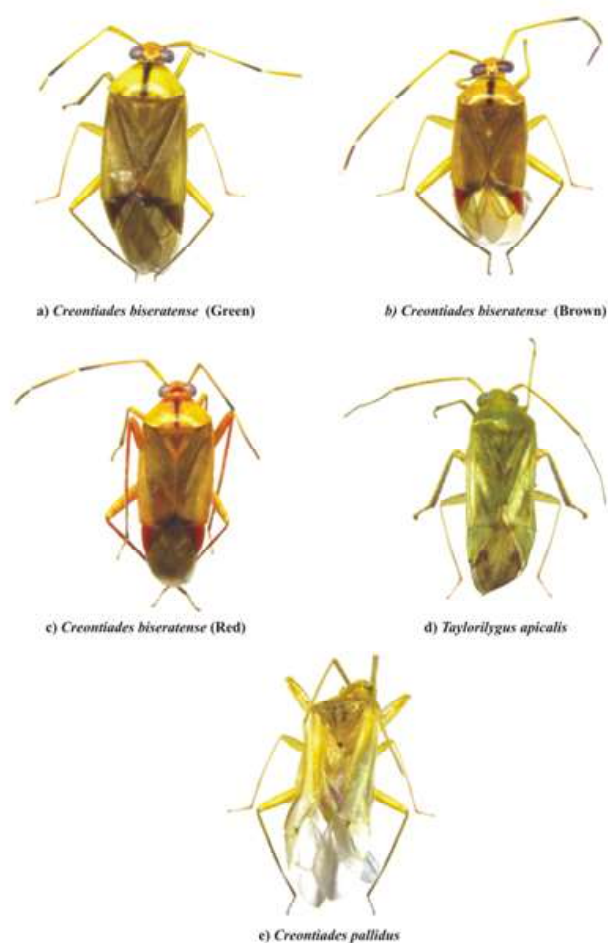 a) Creontiades biseratense (Green)
b) Creontiades biseratense (Brown)
c) Creontiades biseratense (Red)
d) Taylorilygus apicalis
e) Creontiades pallidus